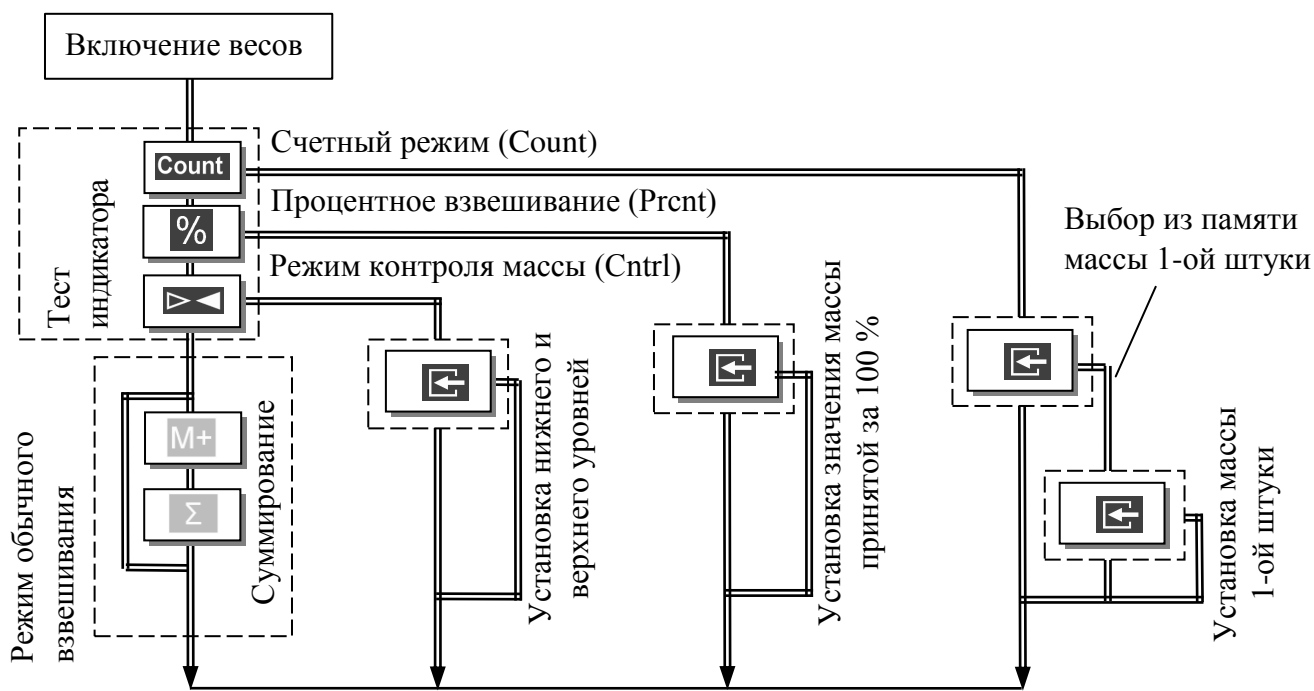 Включение весов
Счетный режим (Count)
Count
Процентное взвешивание (Prcnt)
%
Режим контроля массы (Cntrl)
Тест
индикатора
Выбор из памяти
массы 1-ой штуки
Режим обычного
взвешивания
M+
Σ
Суммирование
Установка нижнего и
верхнего уровней
Установка значения массы
принятой за 100 %
Установка массы
1-ой штуки